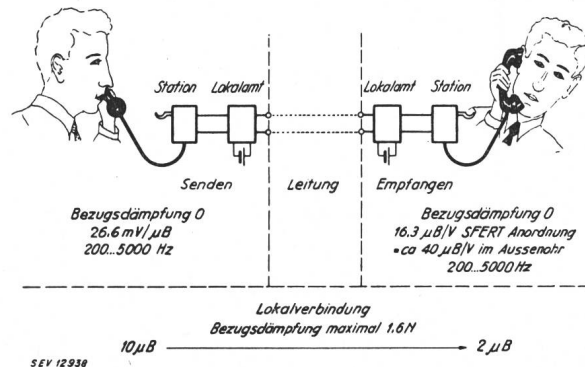 Station Lokalamt
Lokalamt Station
Senden Leitung Empfangen
Bezugsdämpfung 0
26.6 mV/µB
200...5000 Hz
Bezugsdämpfung 0
16.3 µB/V SFERT Anordnung
•ca 40 µB/V im Aussenohr
200...5000 Hz
Lokalverbindung
Bezugsdämpfung maximal 1.6 N
10 µB 2 µB
SEV 12938